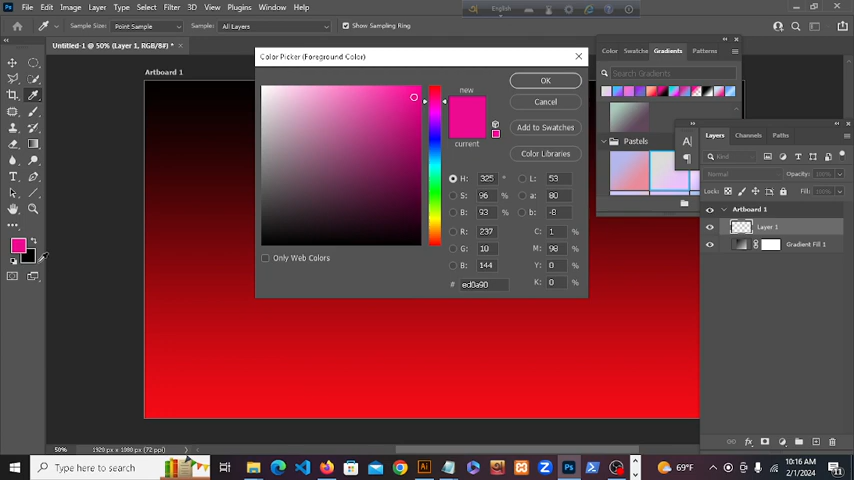 English
File Edit Image Layer Type Select Filter 3D View Plugins Window Help
Sample Size: Point Sample Sample: All Layers Show Sampling Ring
Untitled-1 @ 50% (Layer 1, RGB/8#) * ×
Artboard 1
Color Picker (Foreground Color)
new
current
OK
Cancel
Add to Swatches
Color Libraries
H: 325 °
S: 96 %
B: 93 %
R: 237
G: 10
B: 144
L: 53
a: 80
b: -8
C: 1 %
M: 98 %
Y: 0 %
K: 0 %
# ed0a90
Only Web Colors
Color Swatches Gradients Patterns
Search Gradients
Pastels
Layers Channels Paths
Kind
Normal Opacity:
Lock: Fill:
Artboard 1
Layer 1
Gradient Fill 1
50% 1920 px x 1080 px (72 ppi)
Type here to search
69°F
10:16 AM
2/1/2024